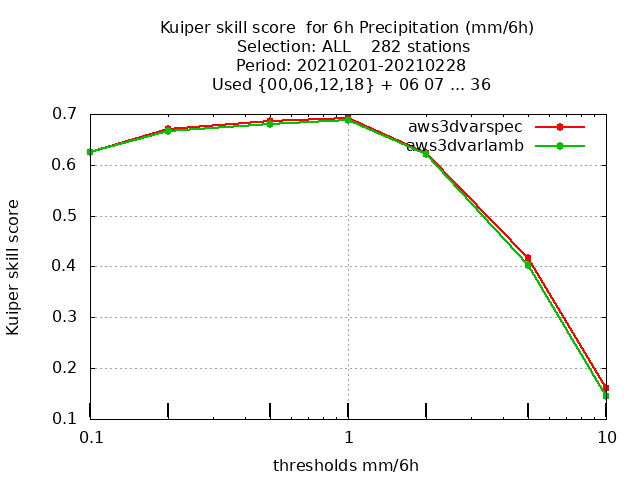 Kuiper skill score  for 6h Precipitation (mm/6h)
Selection: ALL    282 stations
Period: 20210201-20210228
Used {00,06,12,18} + 06 07 ... 36
aws3dvarspec
aws3dvarlamb
Kuiper skill score
0.7
0.6
0.5
0.4
0.3
0.2
0.1
0.1 1 10
thresholds mm/6h